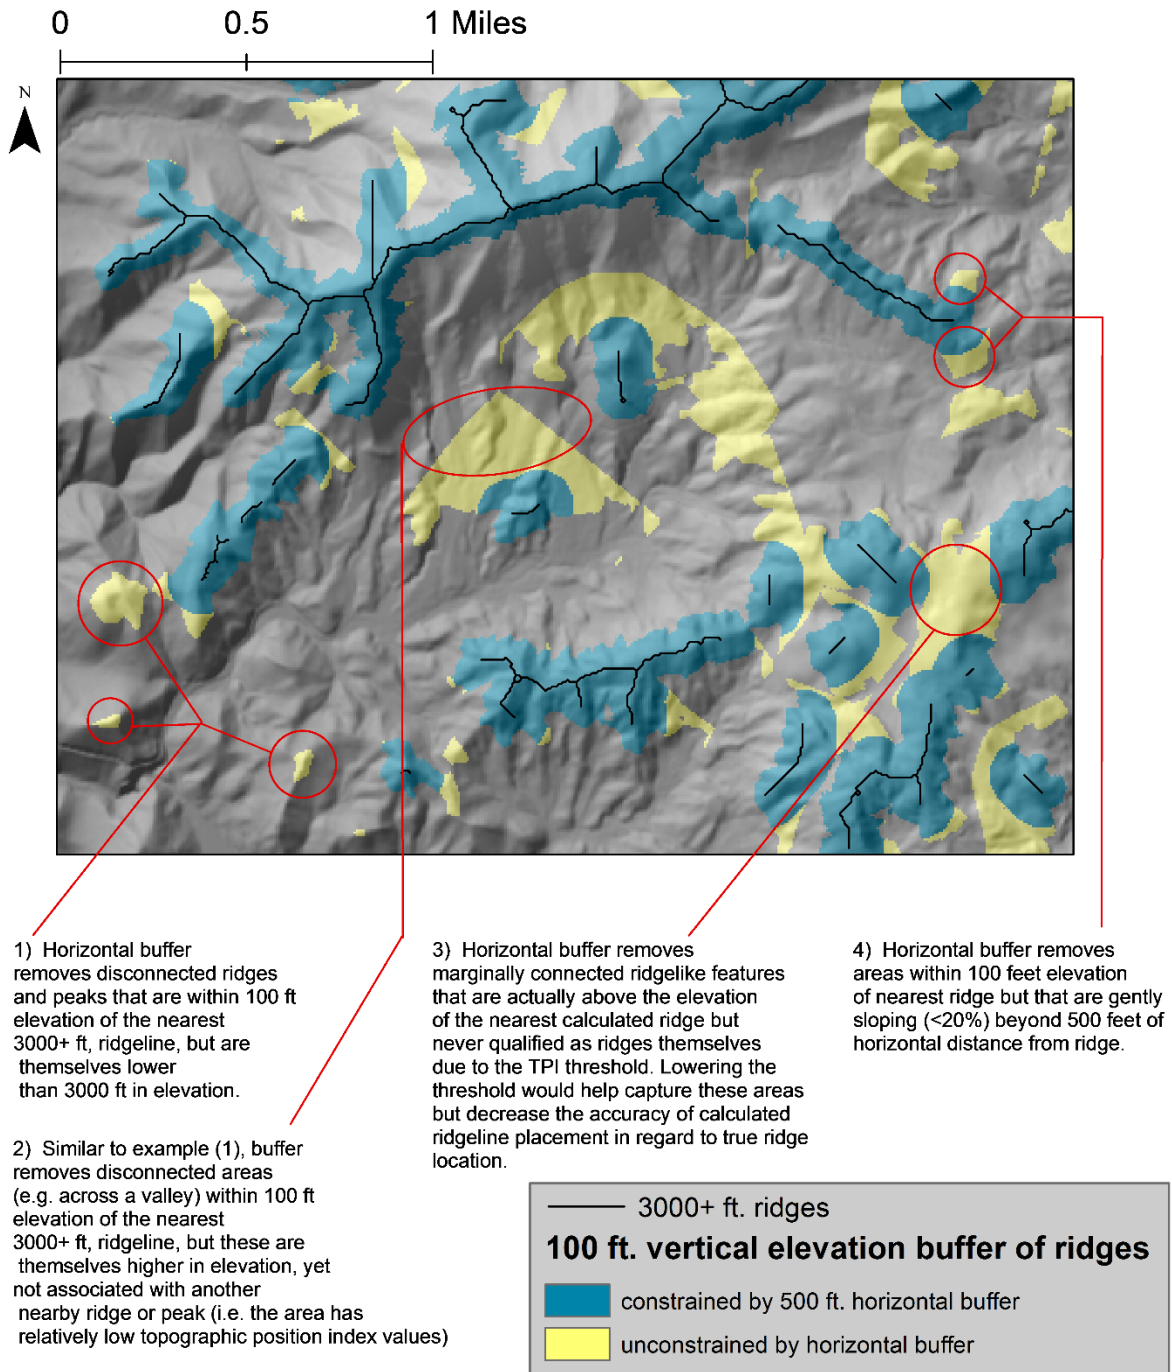 0 0.5 1 Miles
N
1) Horizontal buffer
removes disconnected ridges
and peaks that are within 100 ft
elevation of the nearest
3000+ ft, ridgeline, but are
themselves lower
than 3000 ft in elevation.
2) Similar to example (1), buffer
removes disconnected areas
(e.g. across a valley) within 100 ft
elevation of the nearest
3000+ ft, ridgeline, but these are
themselves higher in elevation, yet
not associated with another
nearby ridge or peak (i.e. the area has
relatively low topographic position index values)
3) Horizontal buffer removes
marginally connected ridgelike features
that are actually above the elevation
of the nearest calculated ridge but
never qualified as ridges themselves
due to the TPI threshold. Lowering the
threshold would help capture these areas
but decrease the accuracy of calculated
ridgeline placement in regard to true ridge
location.
4) Horizontal buffer removes
areas within 100 feet elevation
of nearest ridge but that are gently
sloping (<20%) beyond 500 feet of
horizontal distance from ridge.
3000+ ft. ridges
100 ft. vertical elevation buffer of ridges
constrained by 500 ft. horizontal buffer
unconstrained by horizontal buffer